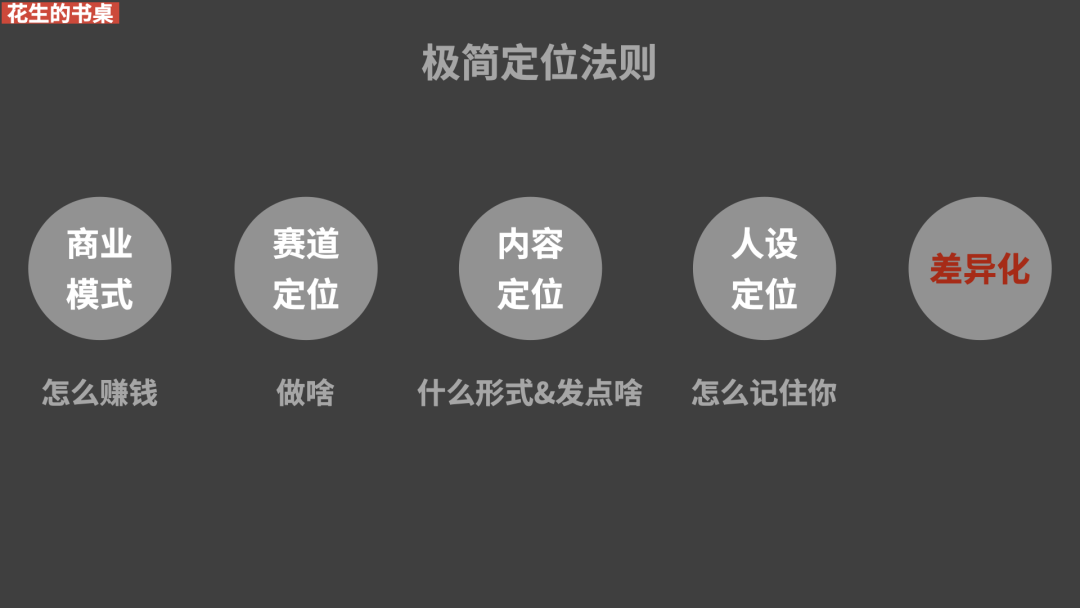 花生的书桌
极简定位法则
商业
模式
赛道
定位
内容
定位
人设
定位
差异化
怎么赚钱
做啥
什么形式&发点啥
怎么记住你